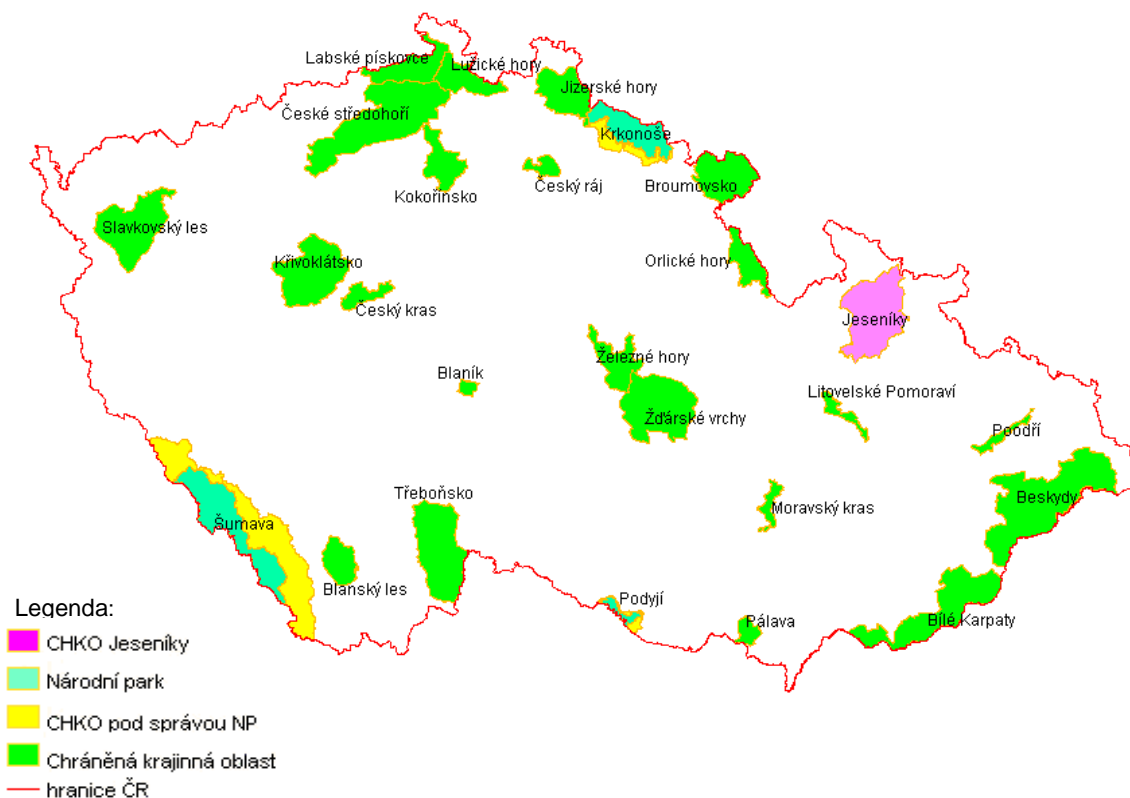 Labské pískovce
Lužické hory
Jizerské hory
České středohoří
Krkonoše
Český ráj
Broumovsko
Kokořínsko
Slavkovský les
Křivoklátsko
Orlické hory
Český kras
Jeseníky
Železné hory
Blaník
Litovelské Pomoraví
Žďárské vrchy
Poodří
Třeboňsko
Beskydy
Moravský kras
Šumava
Blanský les
Podyjí
Pálava
Bílé Karpaty
Legenda:
CHKO Jeseníky
Národní park
CHKO pod správou NP
Chráněná krajinná oblast
hranice ČR